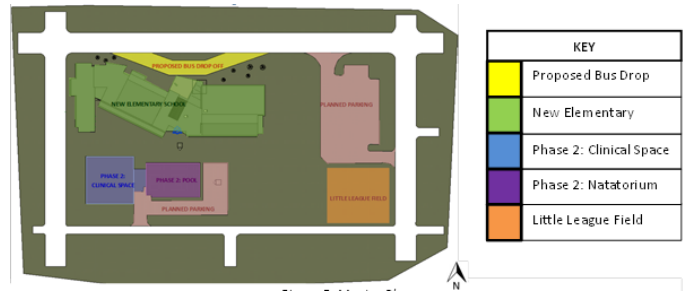 PROPOSED BUS DROP OFF
NEW ELEMENTARY SCHOOL
PLANNED PARKING
PHASE 2:
CLINICAL SPACE
PHASE 2: POOL
PLANNED PARKING
LITTLE LEAGUE FIELD
N
KEY
Proposed Bus Drop
New Elementary
Phase 2: Clinical Space
Phase 2: Natatorium
Little League Field